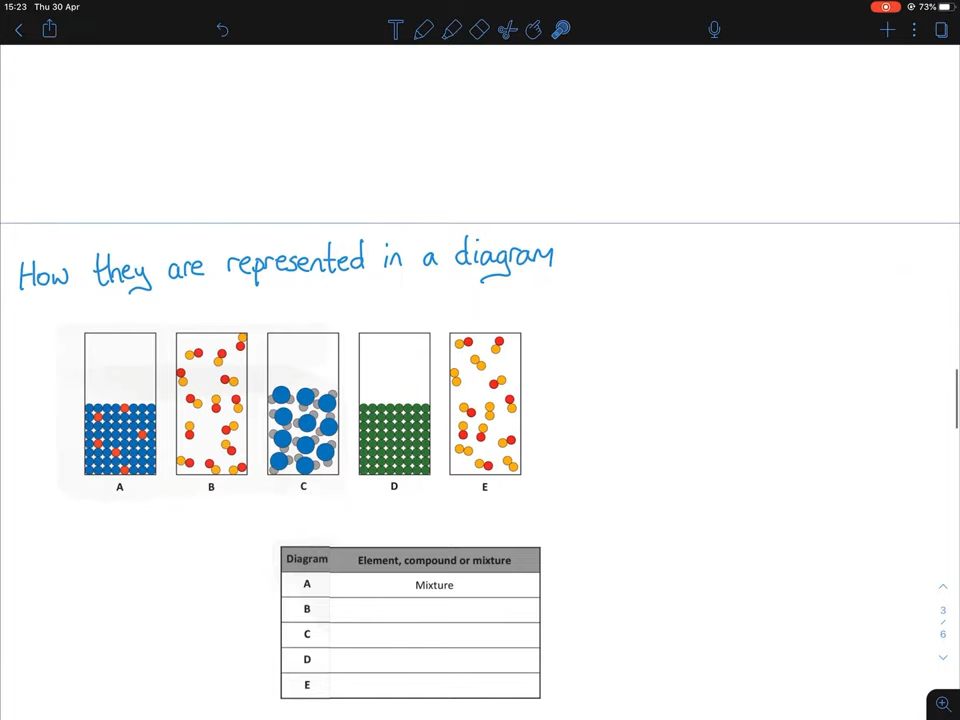 15:23 Thu 30 Apr 73%
T
How they are represented in a diagram
A B C D E
Diagram Element, compound or mixture
A Mixture
B
C
D
E
3
/
6